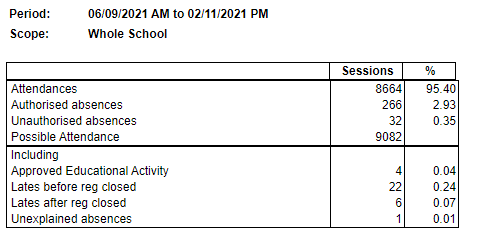 Period: 06/09/2021 AM to 02/11/2021 PM
Scope: Whole School
Sessions %
Attendances 8664 95.40
Authorised absences 266 2.93
Unauthorised absences 32 0.35
Possible Attendance 9082
Including
Approved Educational Activity 4 0.04
Lates before reg closed 22 0.24
Lates after reg closed 6 0.07
Unexplained absences 1 0.01